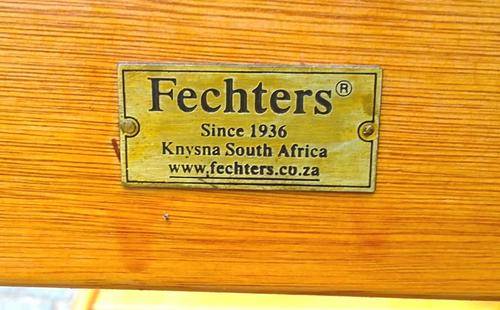 Fechters®
Since 1936
Knysna South Africa
www.fechters.co.za